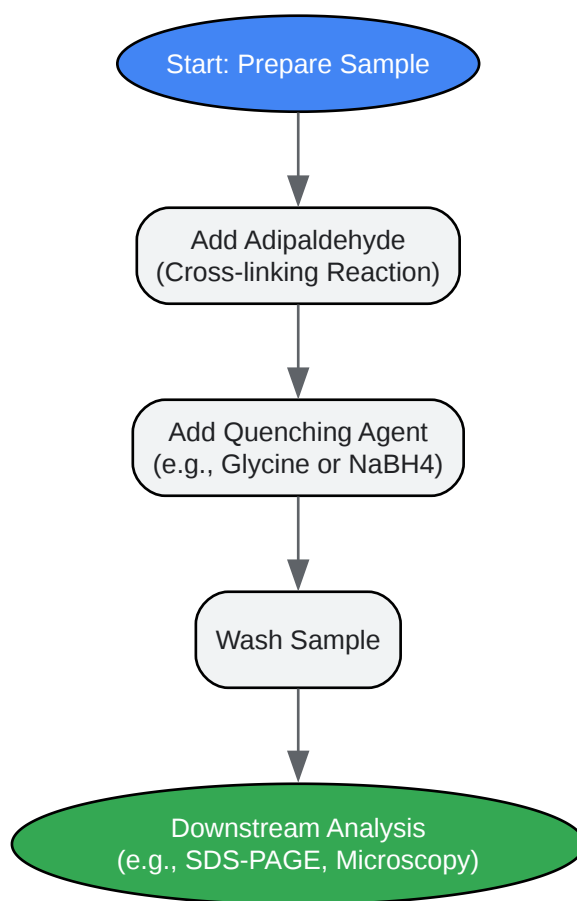 Start: Prepare Sample
Add Adipaldehyde
(Cross-linking Reaction)
Add Quenching Agent
(e.g., Glycine or NaBH4)
Wash Sample
Downstream Analysis
(e.g., SDS-PAGE, Microscopy)